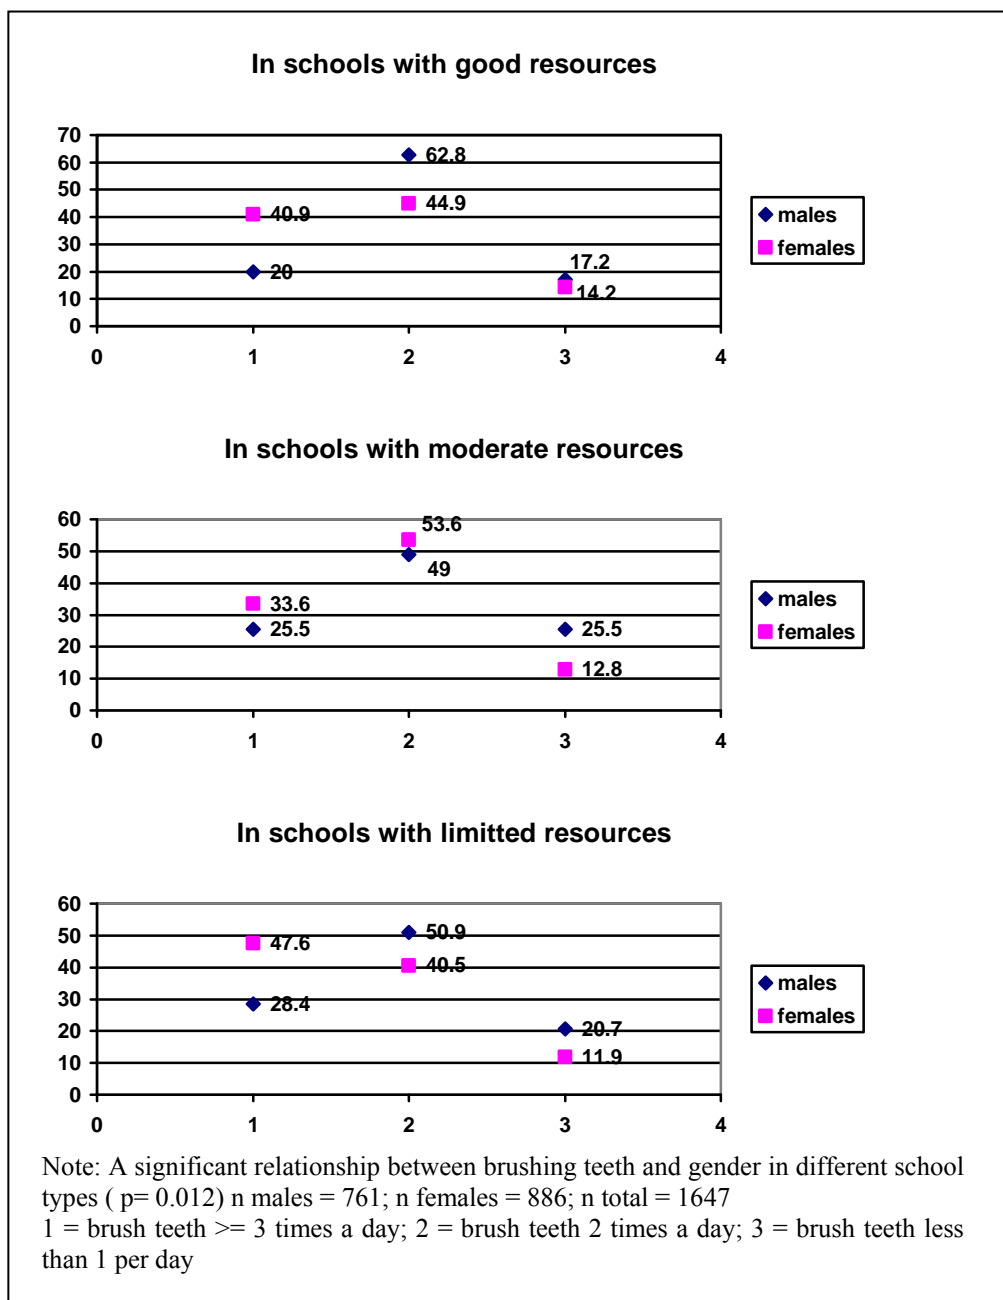 In schools with good resources
70
60
50
40
30
20
10
0
62.8
40.9
44.9
20
17.2
14.2
0 1 2 3 4
males
females
In schools with moderate resources
60
50
40
30
20
10
0
53.6
49
33.6
25.5
25.5
12.8
0 1 2 3 4
males
females
In schools with limitted resources
60
50
40
30
20
10
0
47.6
50.9
40.5
28.4
20.7
11.9
0 1 2 3 4
males
females
Note: A significant relationship between brushing teeth and gender in different school
types ( p= 0.012) n males = 761; n females = 886; n total = 1647
1 = brush teeth >= 3 times a day; 2 = brush teeth 2 times a day; 3 = brush teeth less
than 1 per day